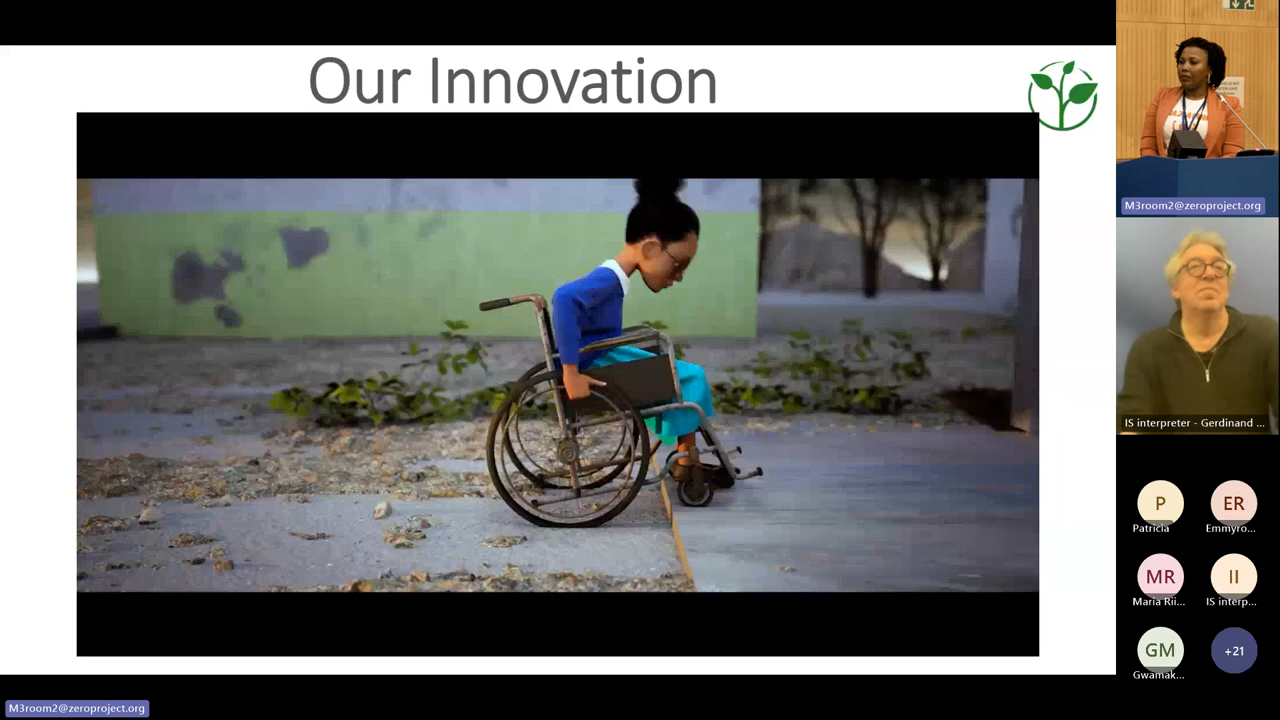 Our Innovation
M3room2@zeroproject.org
IS interpreter - Gerdinand ...
P
ER
Patricia
Emmyro...
MR
II
Maria Rii...
IS interp...
GM
+21
Gwamak...
M3room2@zeroproject.org